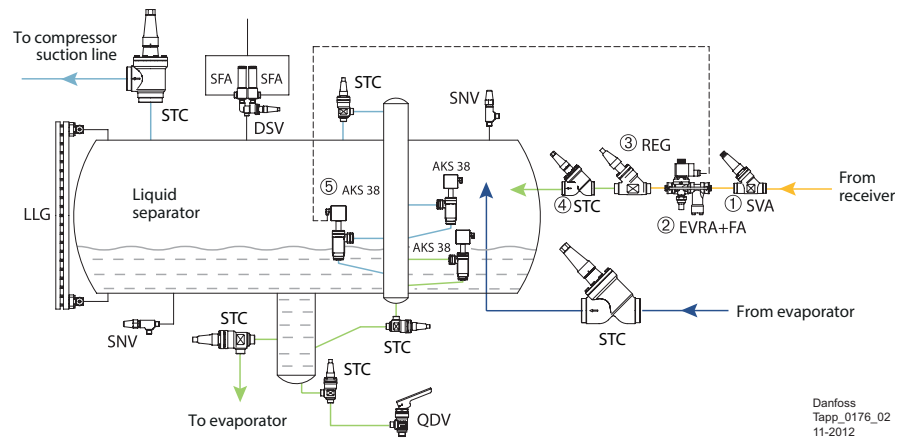 To compressor
suction line
STC
SFA SFA
DSV
STC
SNV
③ REG
AKS 38
⑤ AKS 38
From
receiver
④ STC
① SVA
② EVRA+FA
LLG
Liquid
separator
AKS 38
From evaporator
STC
SNV
STC
STC
STC
To evaporator
QDV
Danfoss
Tapp_0176_02
11-2012